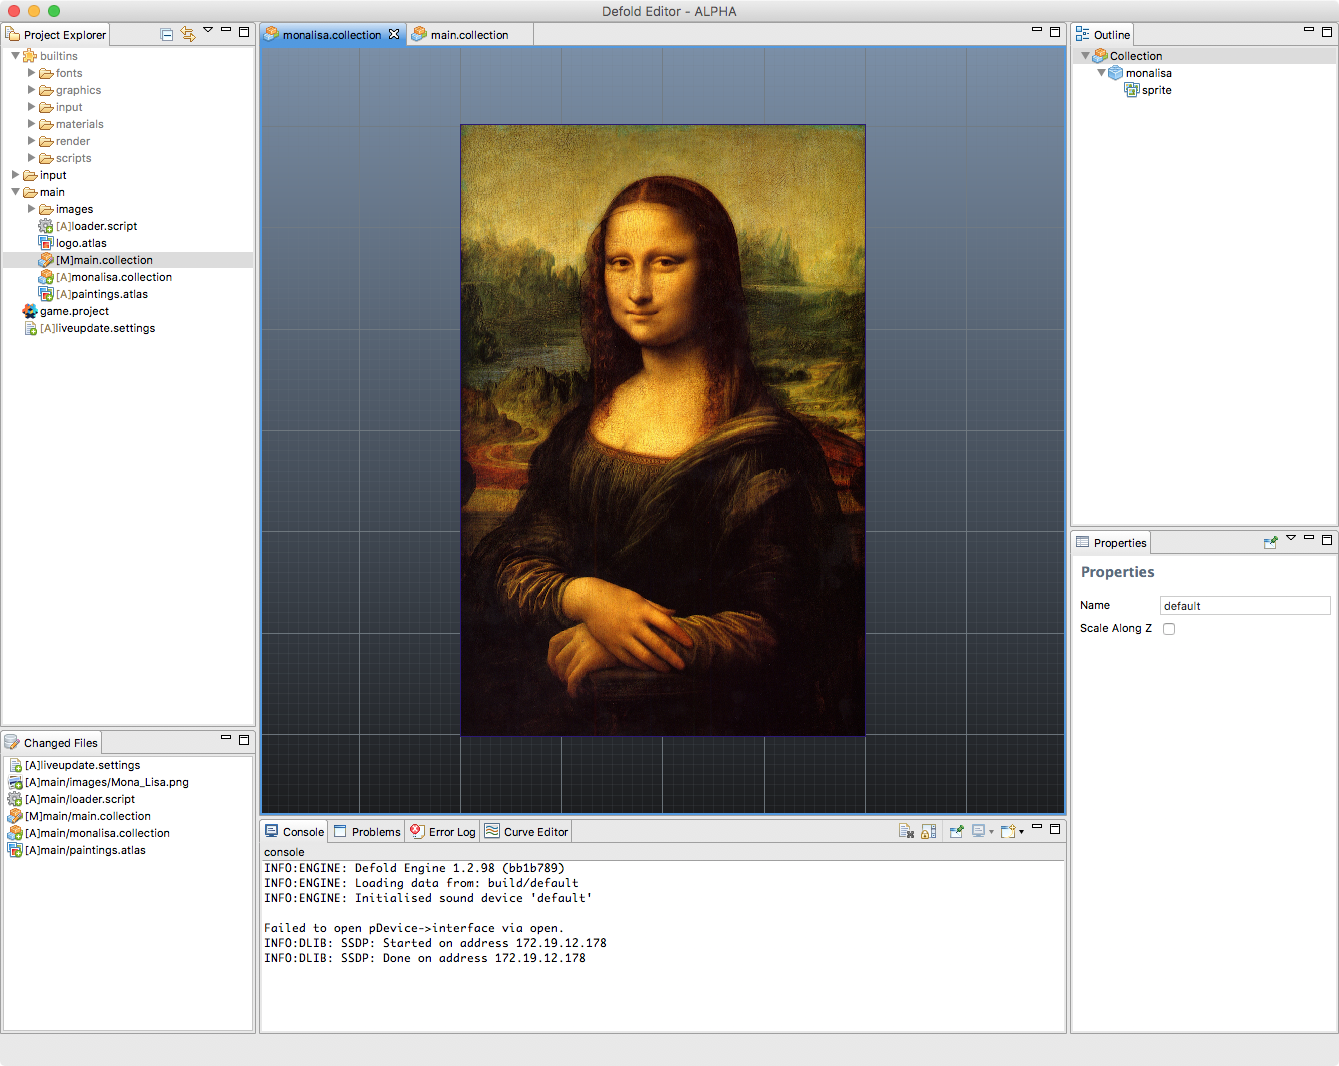 Defold Editor - ALPHA
Project Explorer
builtins
fonts
graphics
input
materials
render
scripts
input
main
images
[A]loader.script
logo.atlas
[M]main.collection
[A]monalisa.collection
[A]paintings.atlas
game.project
[A]liveupdate.settings
Changed Files
[A]liveupdate.settings
[A]main/images/Mona_Lisa.png
[A]main/loader.script
[M]main/main.collection
[A]main/monalisa.collection
[A]main/paintings.atlas
monalisa.collection
main.collection
Console
Problems
Error Log
Curve Editor
console
INFO:ENGINE: Defold Engine 1.2.98 (bb1b789)
INFO:ENGINE: Loading data from: build/default
INFO:ENGINE: Initialised sound device 'default'
Failed to open pDevice->interface via open.
INFO:DLIB: SSDP: Started on address 172.19.12.178
INFO:DLIB: SSDP: Done on address 172.19.12.178
Outline
Collection
monalisa
sprite
Properties
Properties
Name
default
Scale Along Z